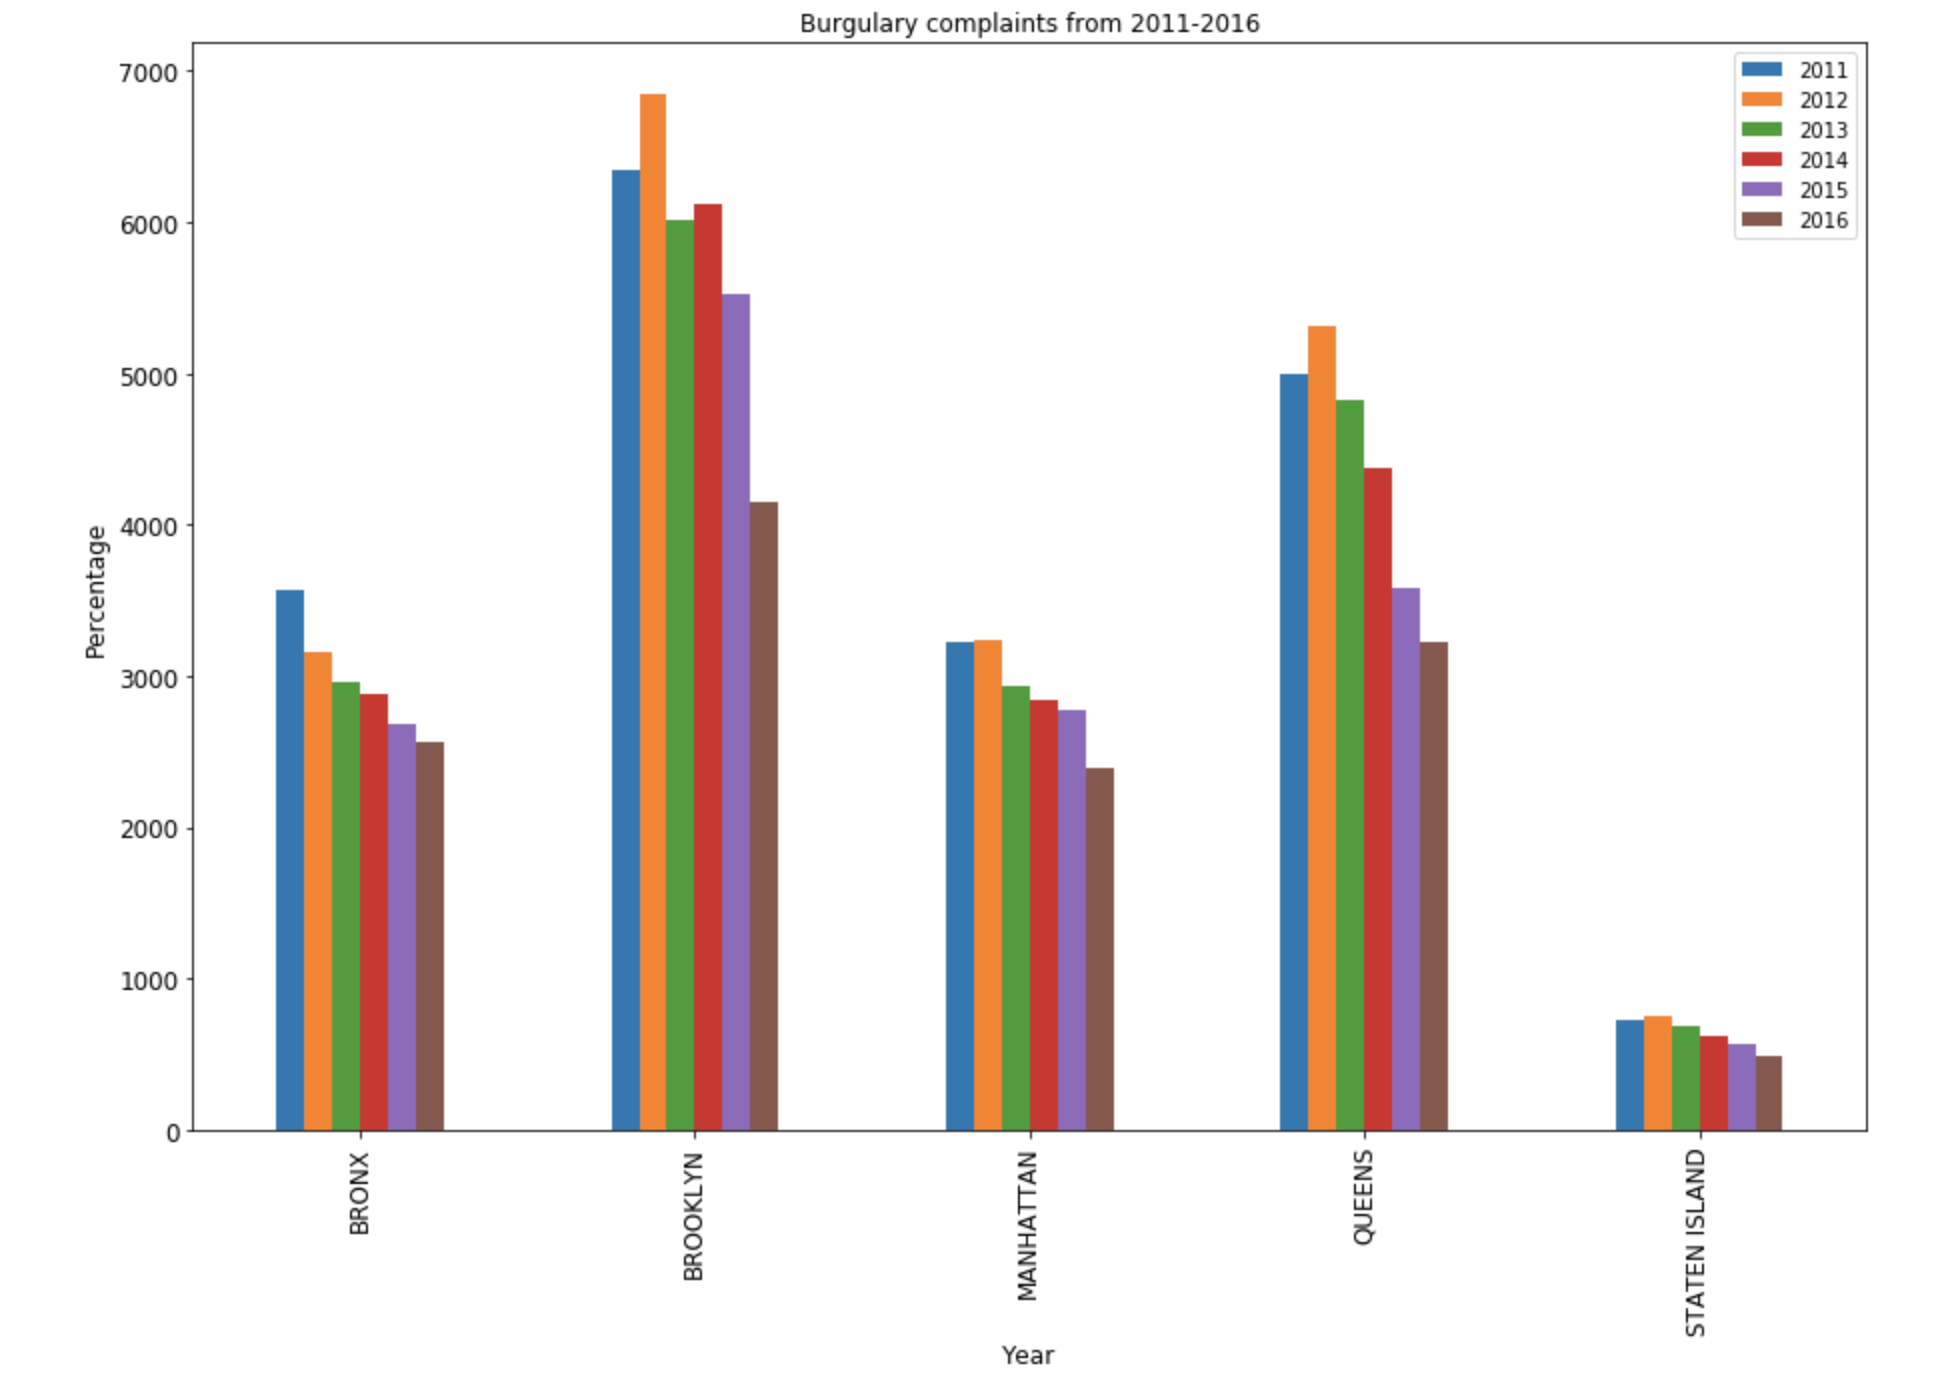 Burgulary complaints from 2011-2016
7000
6000
5000
4000
3000
2000
1000
0
Percentage
2011
2012
2013
2014
2015
2016
BRONX
BROOKLYN
MANHATTAN
QUEENS
STATEN ISLAND
Year